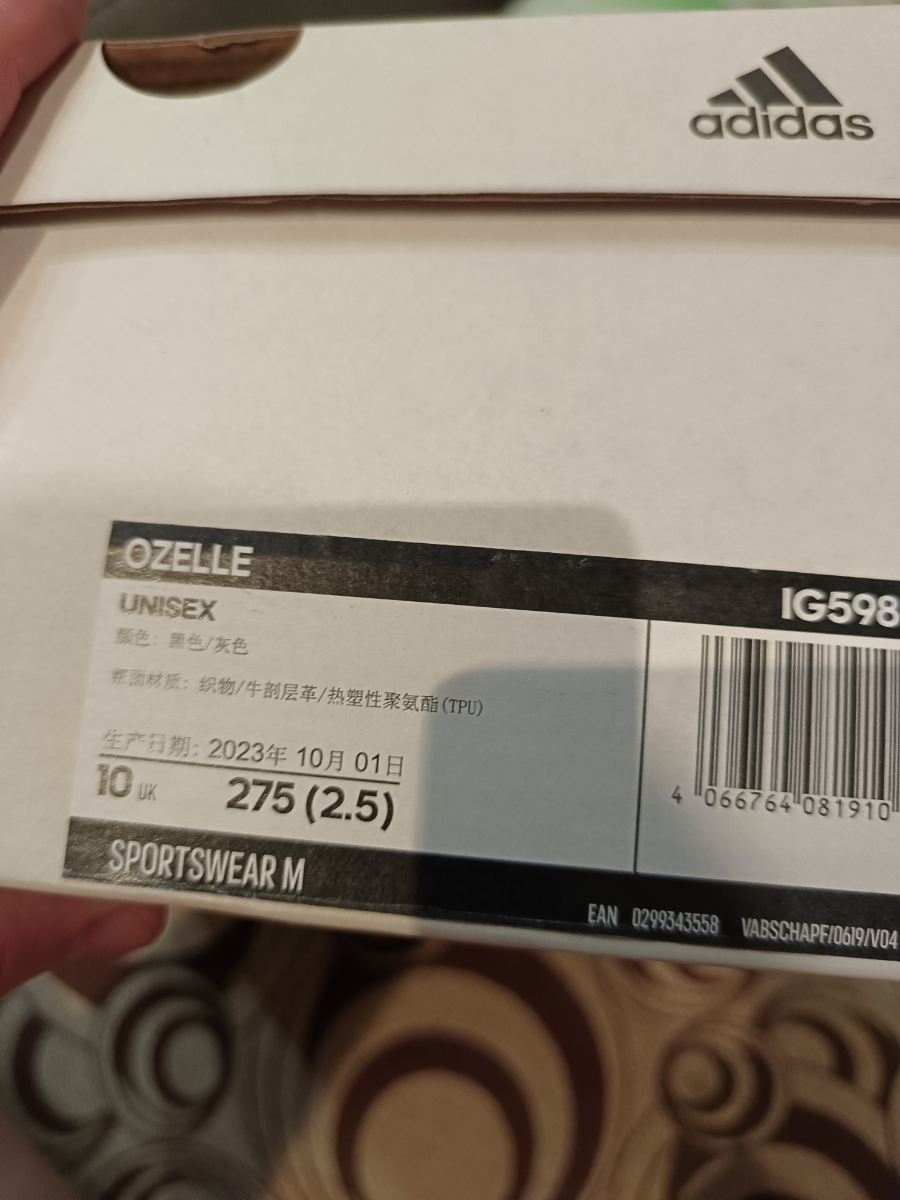 adidas
OZELLE
IG598
UNISEX
颜色: 黑色/灰色
鞋面材质: 织物/牛剖层革/热塑性聚氨酯(TPU)
生产日期: 2023年 10月 01日
10 UK 275 (2.5)
4 066764 081910
SPORTSWEAR M
EAN 0299343558 VABSCHAPF/0619/V04